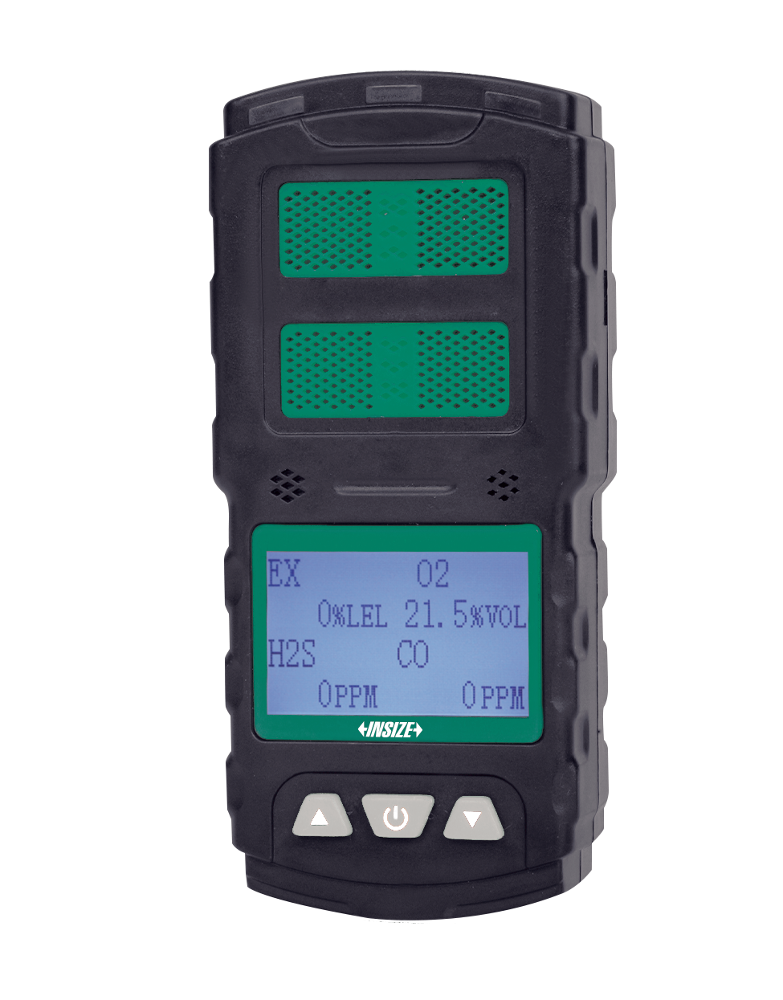 EX O2
0%LEL 21.5%VOL
H2S CO
0PPM 0PPM
INSIZE